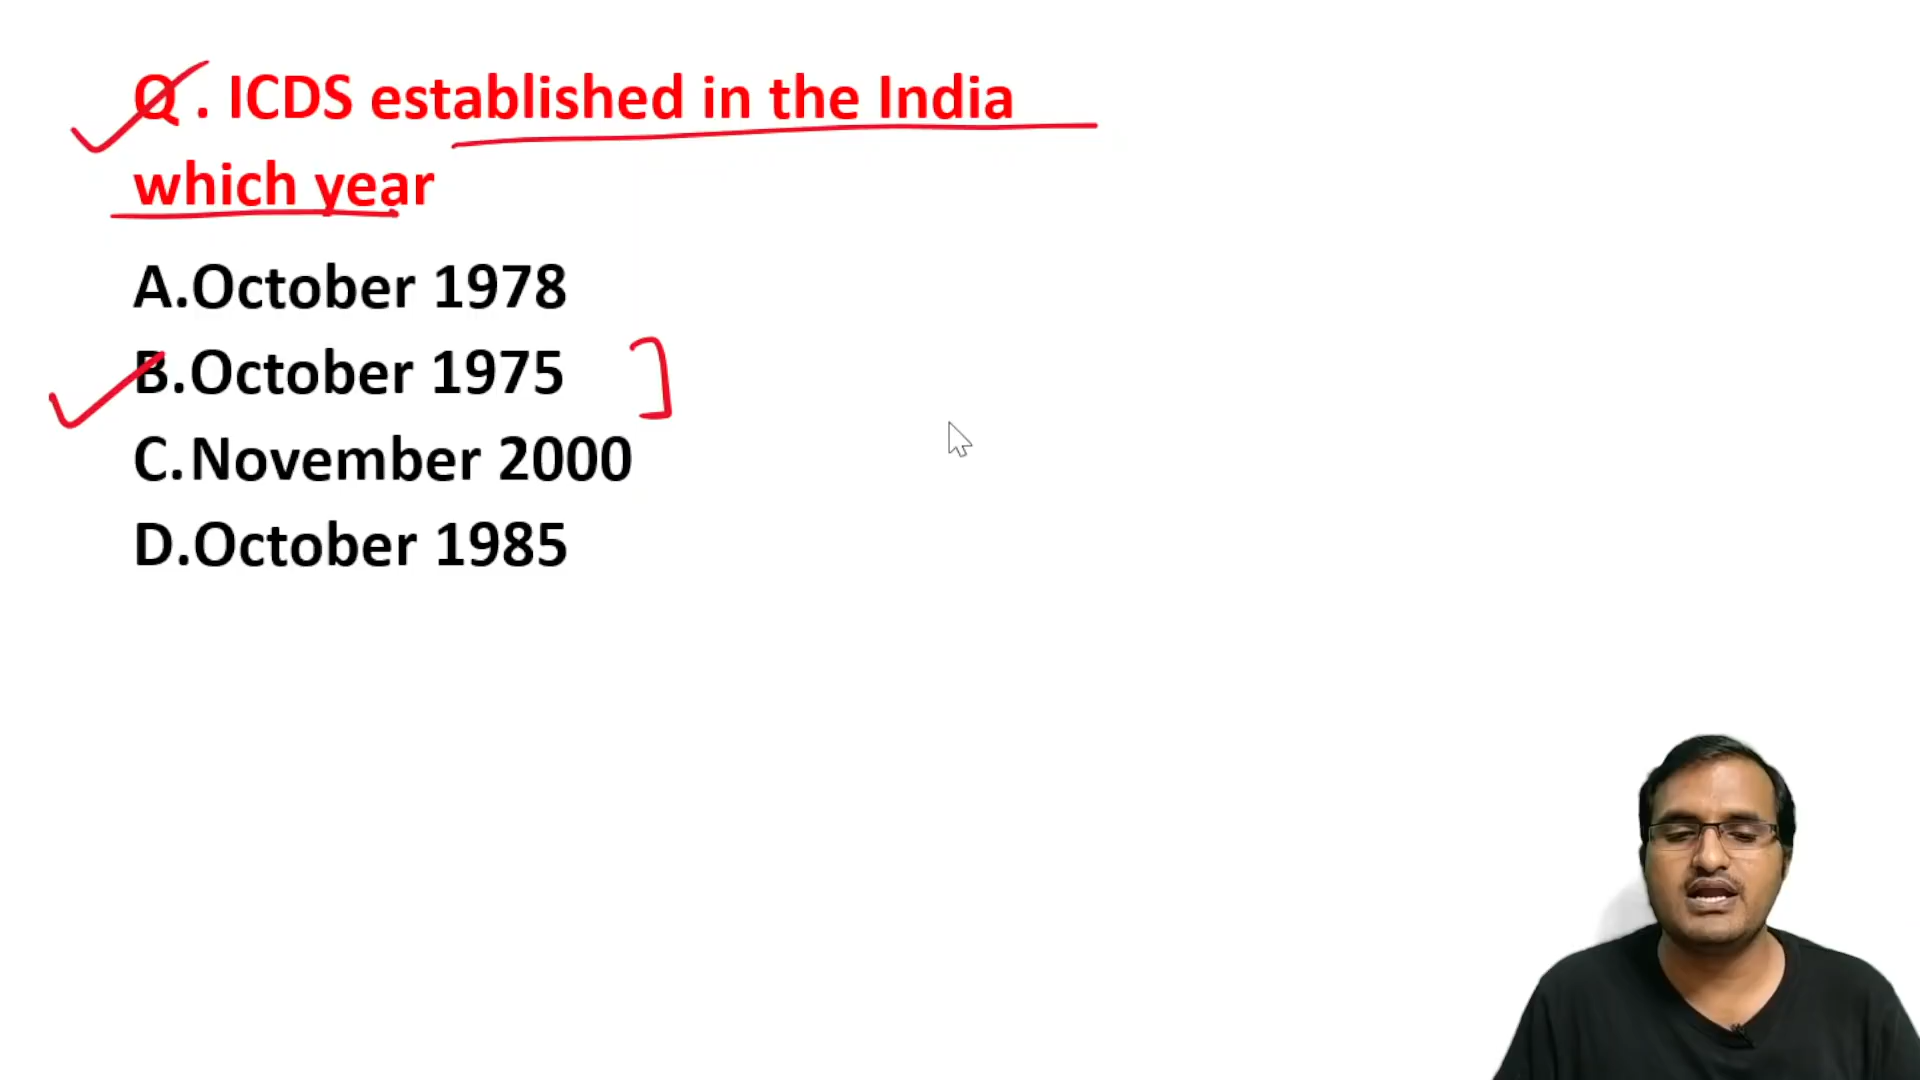 Q . ICDS established in the India
which year
A.October 1978
B.October 1975
C.November 2000
D.October 1985